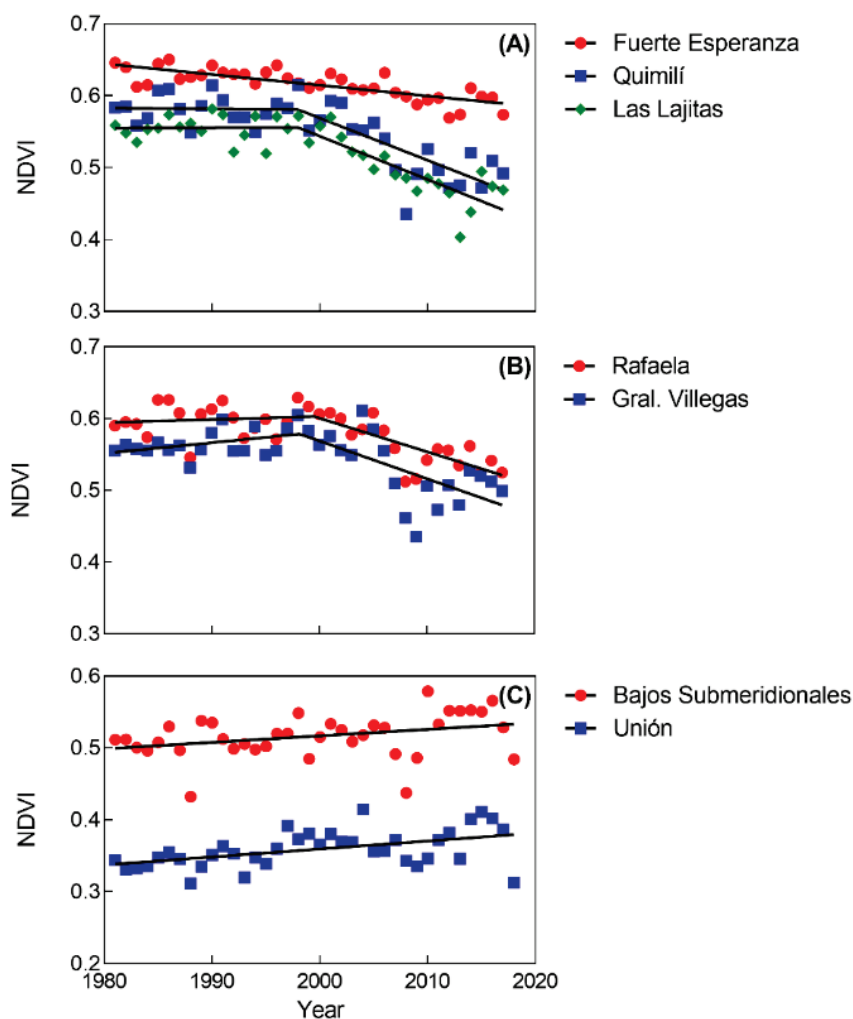 0.7
(A)
Fuerte Esperanza
Quimilí
Las Lajitas
0.6
0.5
0.4
0.3
NDVI
0.7
(B)
Rafaela
Gral. Villegas
0.6
0.5
0.4
0.3
NDVI
0.6
(C)
Bajos Submeridionales
Unión
0.5
0.4
0.3
0.2
NDVI
1980 1990 2000 2010 2020
Year